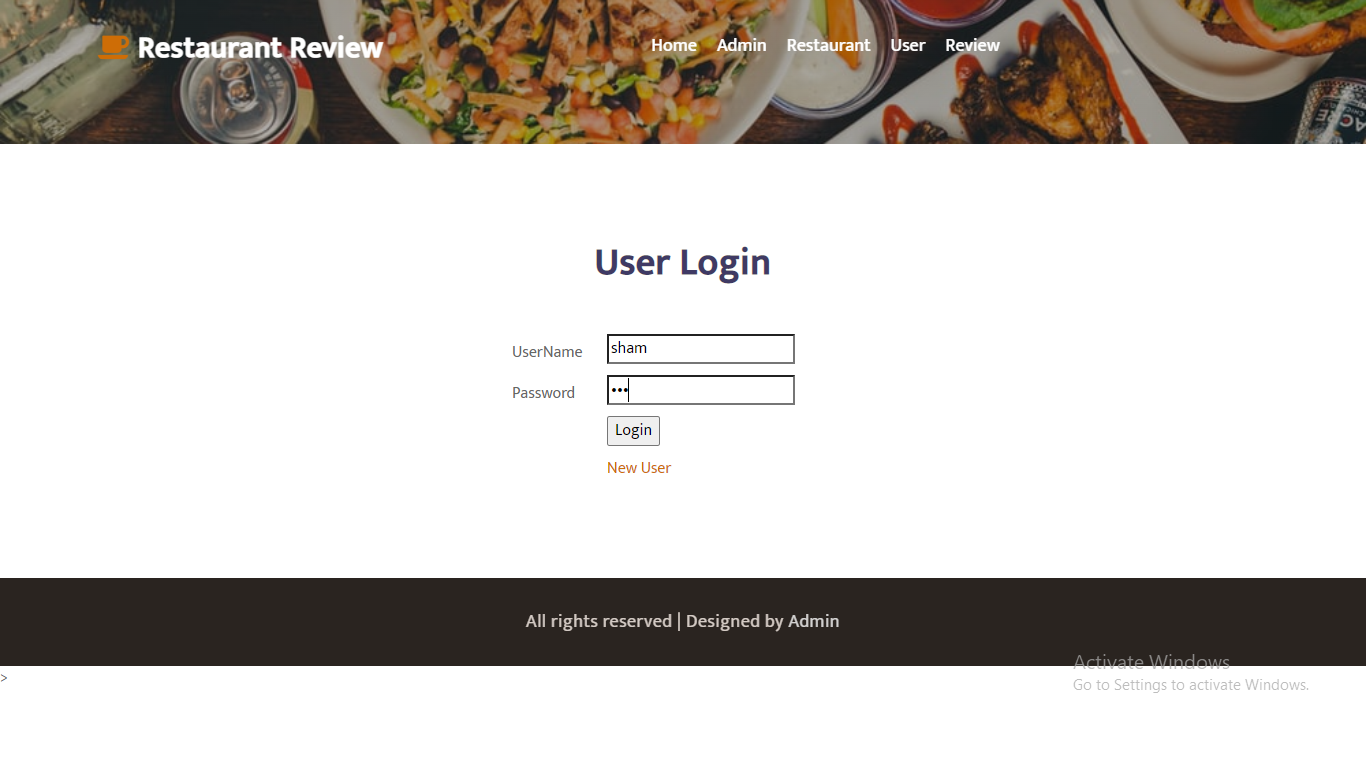 Restaurant Review
Home Admin Restaurant User Review
User Login
UserName sham
Password •••
Login
New User
All rights reserved | Designed by Admin
Activate Windows
Go to Settings to activate Windows.
>